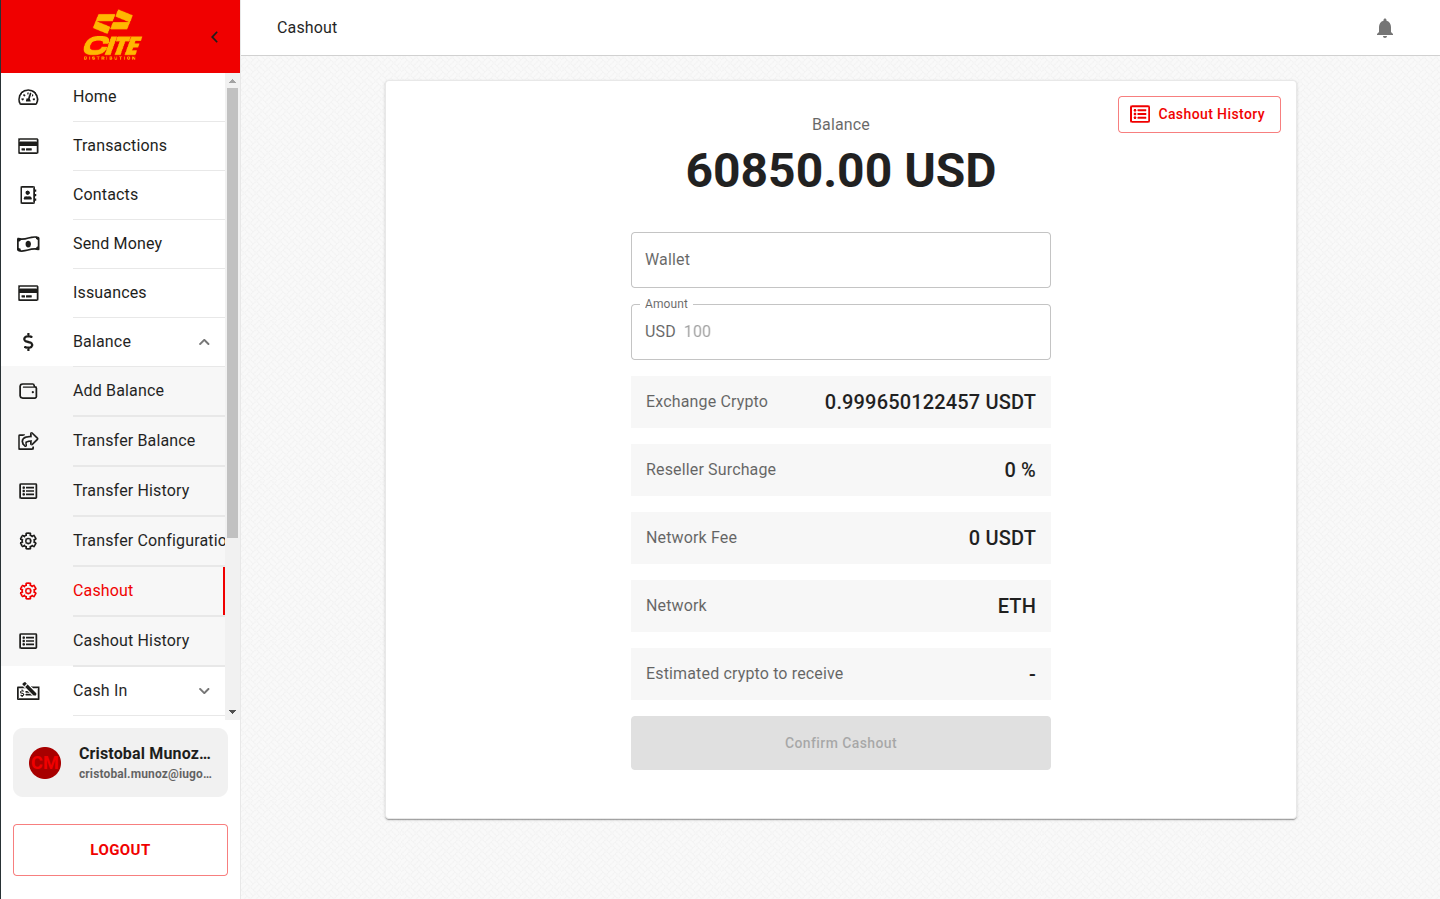 CITE
DISTRIBUTION
Home
Transactions
Contacts
Send Money
Issuances
Balance
Add Balance
Transfer Balance
Transfer History
Transfer Configuratio
Cashout
Cashout History
Cash In
CM
Cristobal Munoz...
cristobal.munoz@iugo...
LOGOUT
Cashout
Cashout History
Balance
60850.00 USD
Wallet
Amount
USD 100
Exchange Crypto 0.999650122457 USDT
Reseller Surchage 0 %
Network Fee 0 USDT
Network ETH
Estimated crypto to receive -
Confirm Cashout